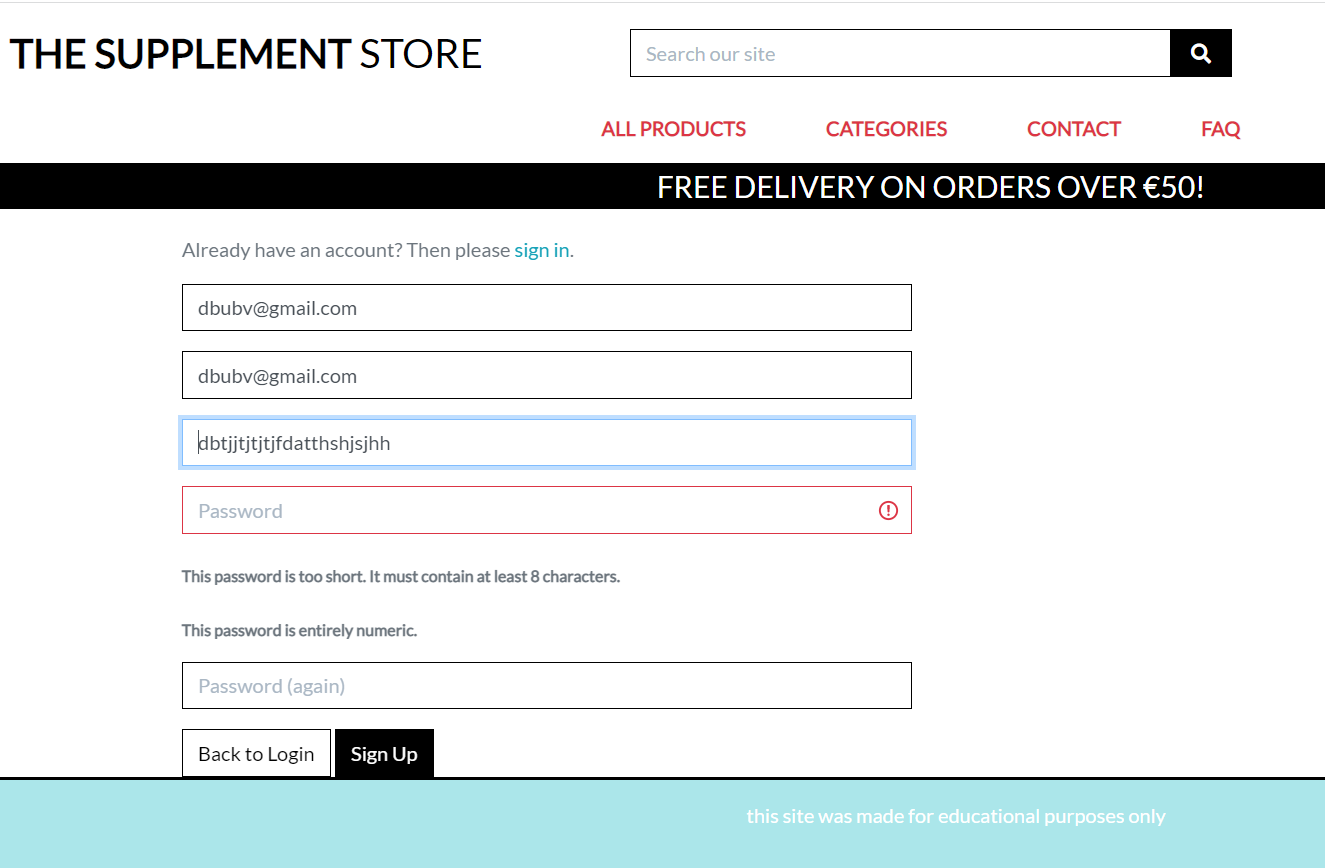 THE SUPPLEMENT STORE
Search our site
ALL PRODUCTS CATEGORIES CONTACT FAQ
FREE DELIVERY ON ORDERS OVER €50!
Already have an account? Then please sign in.
dbubv@gmail.com
dbubv@gmail.com
dbtjjtjtjtjfdatthshjsjhh
Password
This password is too short. It must contain at least 8 characters.
This password is entirely numeric.
Password (again)
Back to Login Sign Up
this site was made for educational purposes only